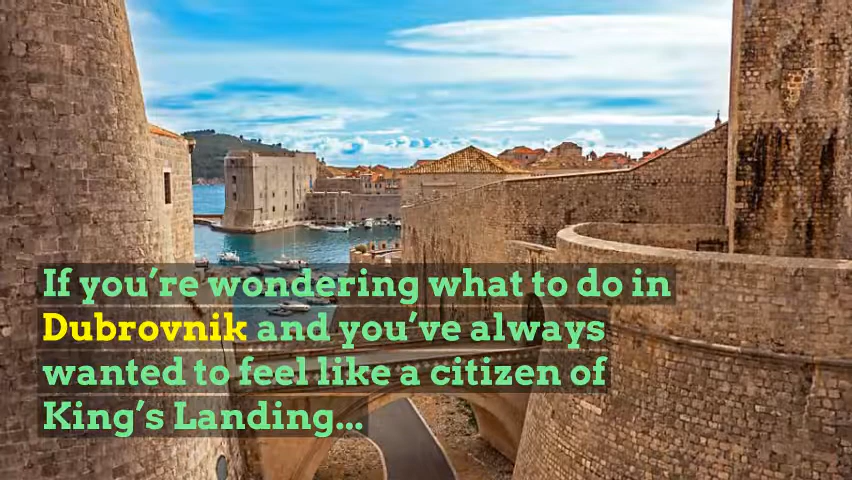 If you’re wondering what to do in
Dubrovnik and you’ve always
wanted to feel like a citizen of
King’s Landing...